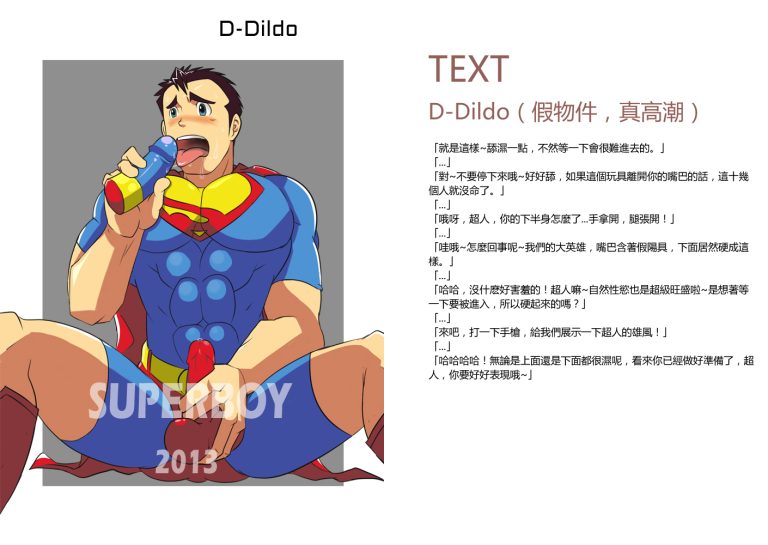 D-Dildo
TEXT
D-Dildo（假物件，真高潮）
「就是這樣~舔濕一點，不然等一下會很難進去的。」
「...」
「對~不要停下來哦~好好舔，如果這個玩具離開你的嘴巴的話，這十幾
個人就沒命了。」
「...」
「哦呀，超人，你的下半身怎麼了...手拿開，腿張開！」
「...」
「哇哦~怎麼回事呢~我們的大英雄，嘴巴含著假陽具，下面居然硬成這
樣。」
「...」
「哈哈，沒什麽好害羞的！超人嘛~自然性慾也是超級旺盛啦~是想著等
一下要被進入，所以硬起來的嗎？」
「...」
「來吧，打一下手槍，給我們展示一下超人的雄風！」
「...」
「哈哈哈哈！無論是上面還是下面都很濕呢，看來你已經做好準備了，超
人，你要好好表現哦~」
SUPERBOY
2013